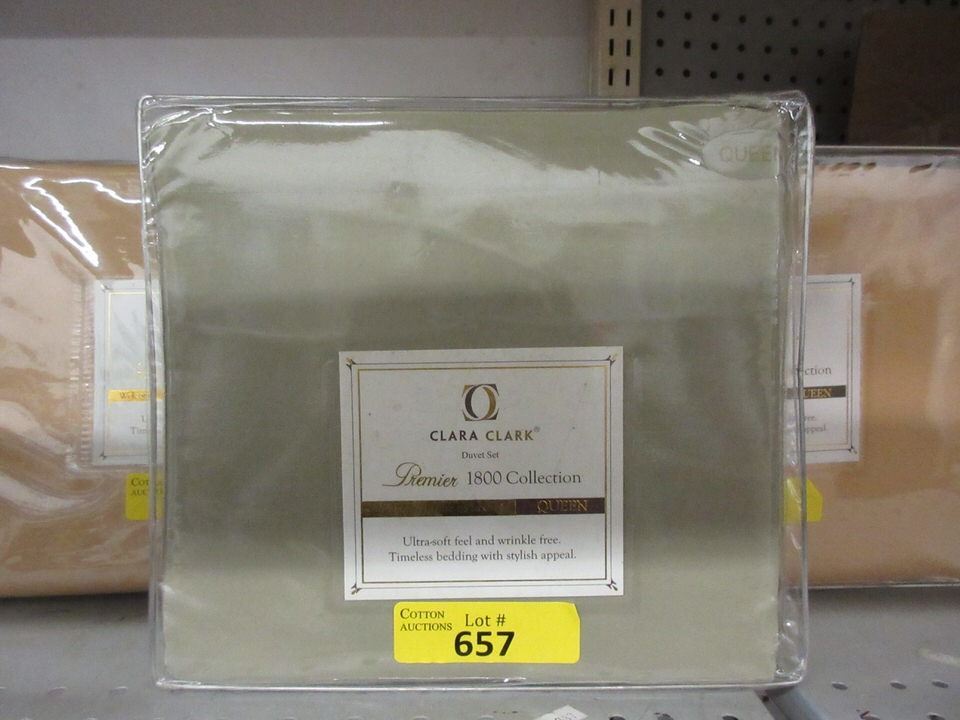 QUEEN
CLARA CLARK®
Duvet Set
Premier 1800 Collection
QUEEN
Ultra-soft feel and wrinkle free.
Timeless bedding with stylish appeal.
COTTON
AUCTIONS
Lot #
657